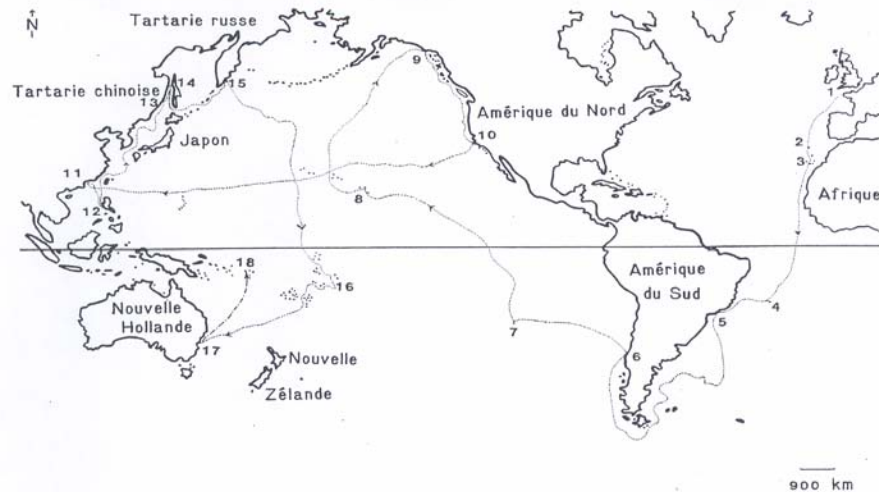 N
Tartarie russe
Tartarie chinoise
14
13
15
Japon
9
Amérique du Nord
10
1
2
3
Afrique
11
12
8
18
16
Nouvelle
Hollande
17
Nouvelle
Zélande
7
6
Amérique
du Sud
5
4
900 km